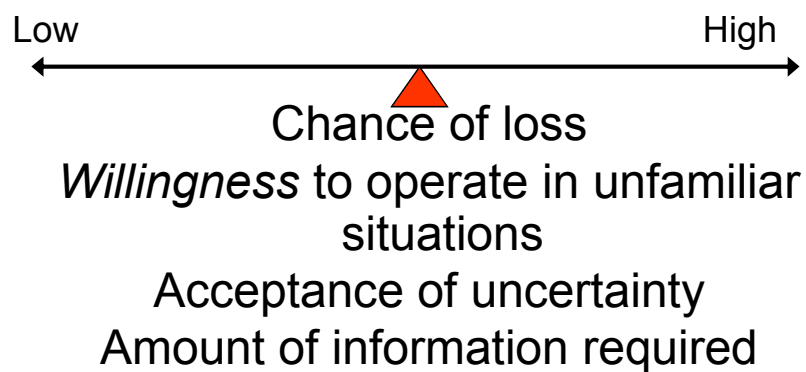 Low
High
Chance of loss
Willingness to operate in unfamiliar
situations
Acceptance of uncertainty
Amount of information required